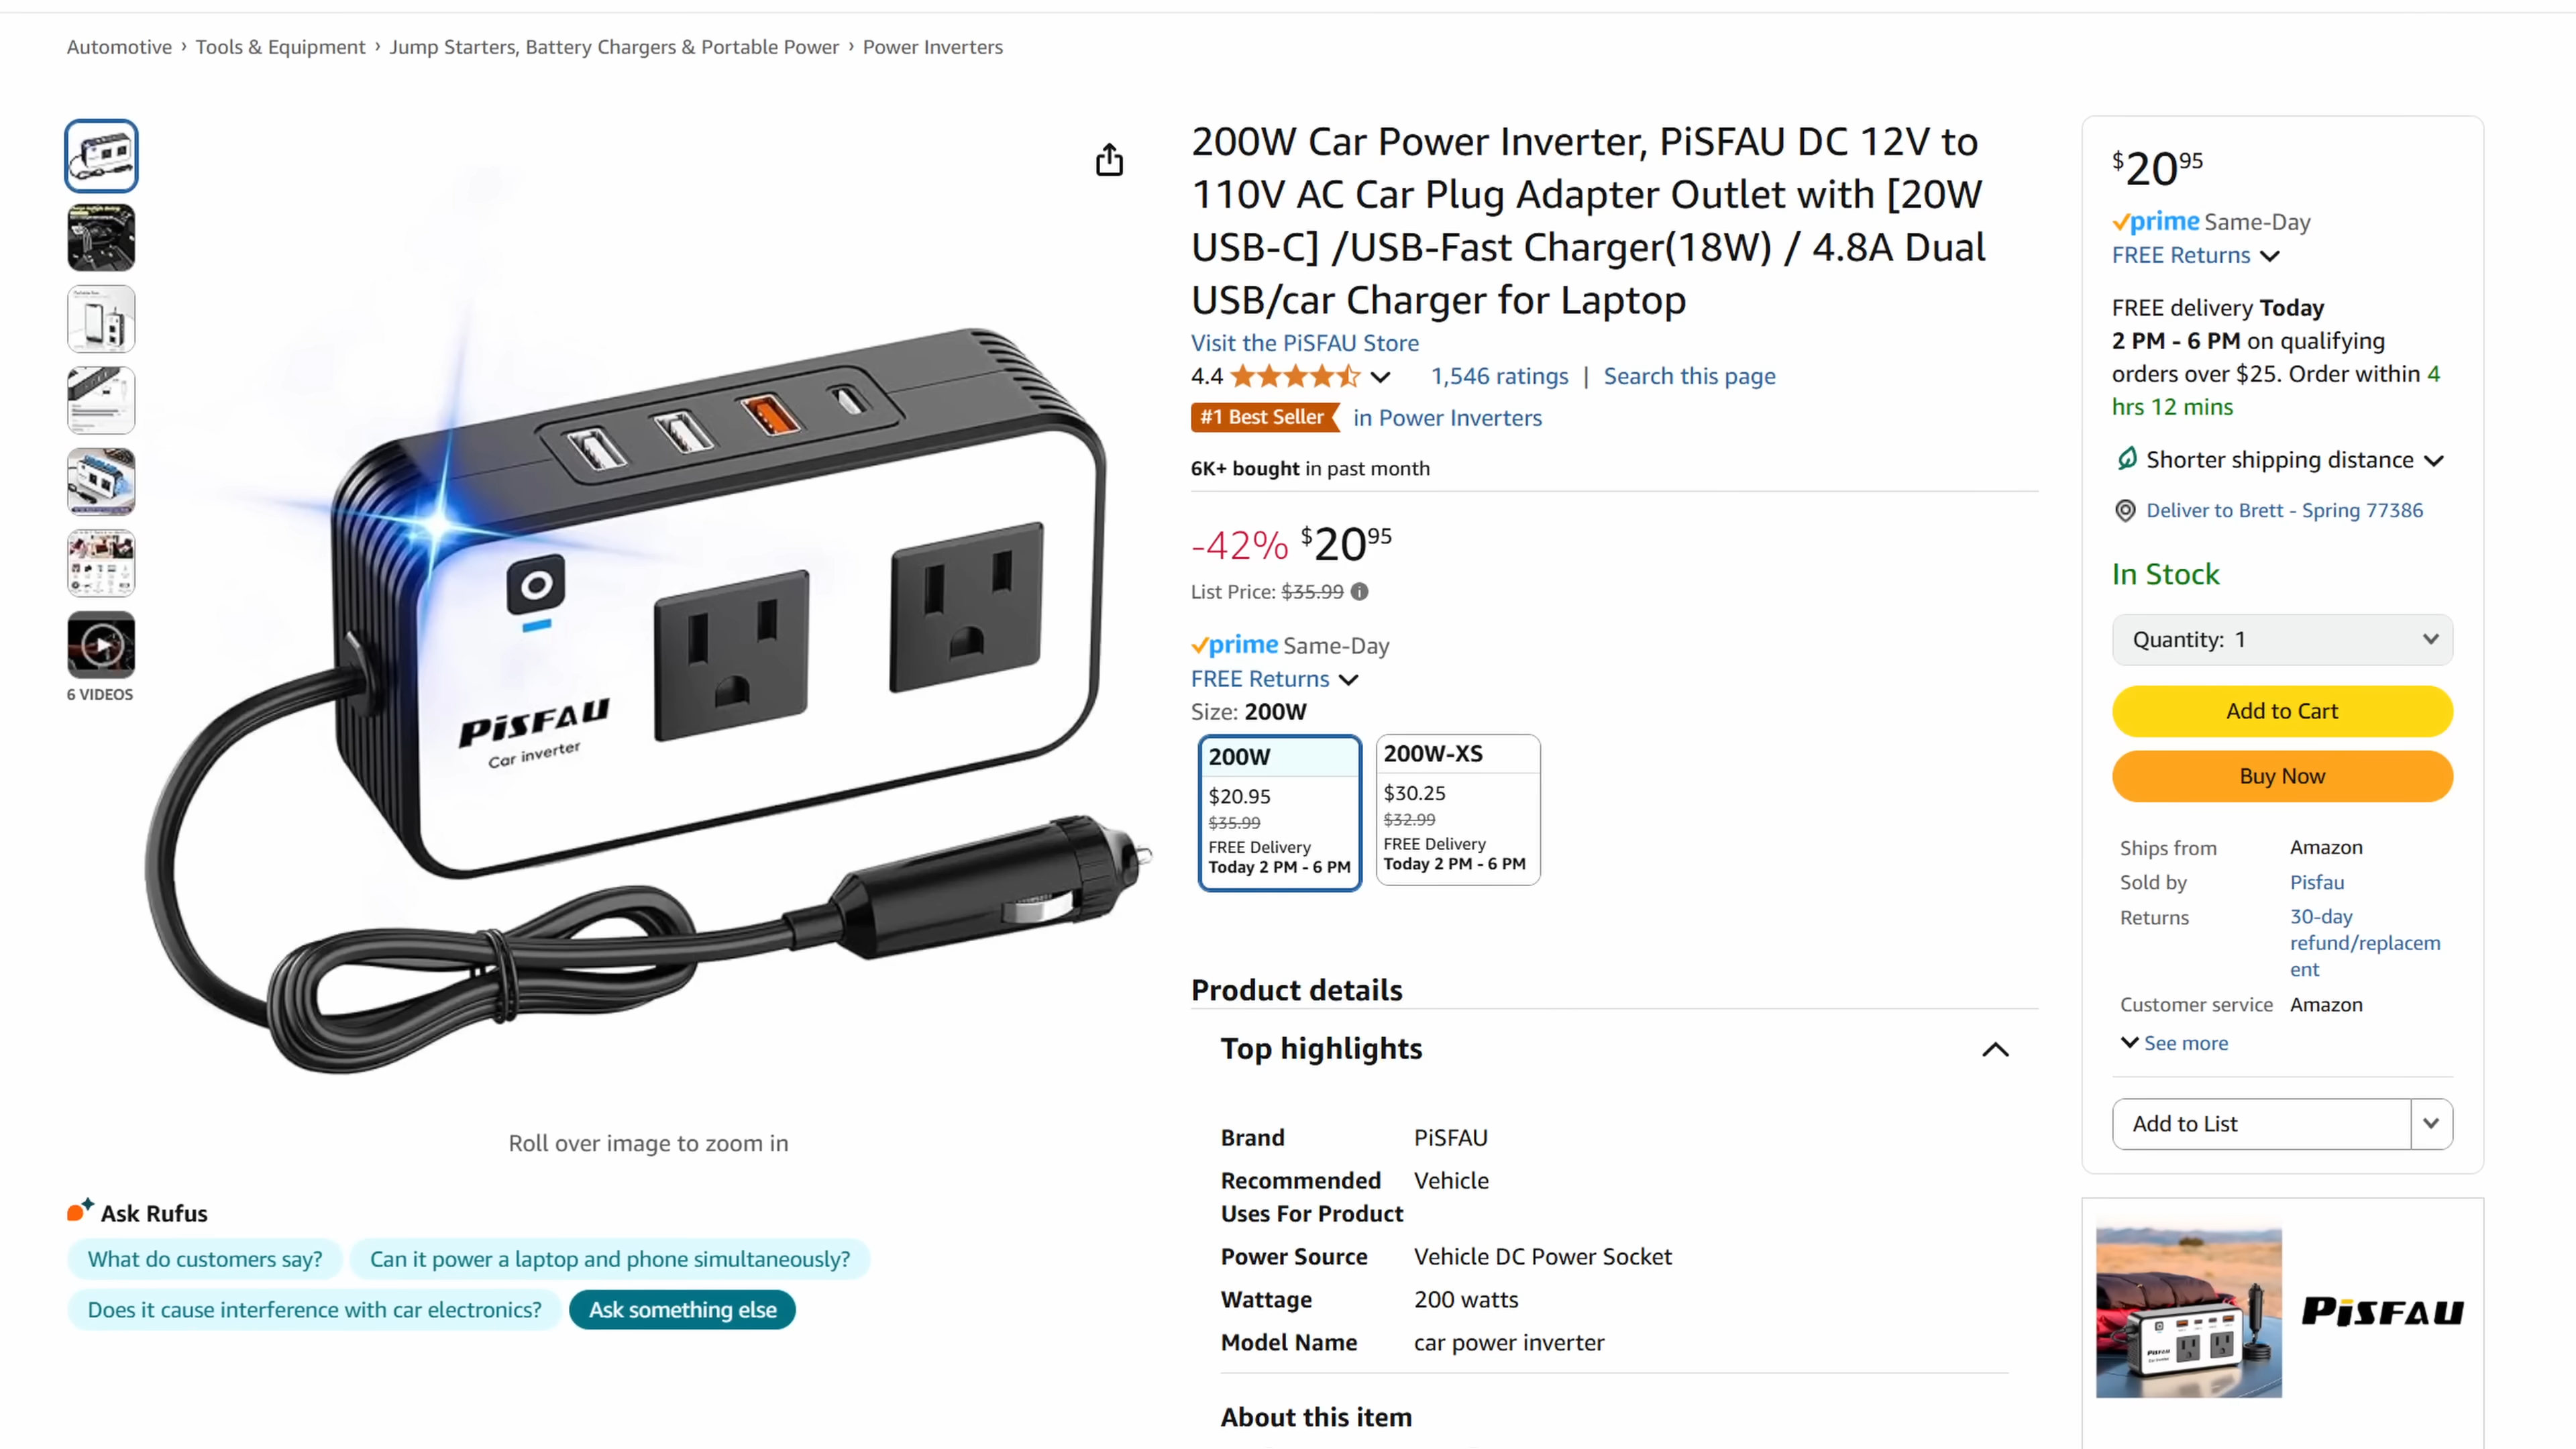 Automotive › Tools & Equipment › Jump Starters, Battery Chargers & Portable Power › Power Inverters
6 VIDEOS
PiSFAU
Car inverter
Roll over image to zoom in
Ask Rufus
What do customers say?
Can it power a laptop and phone simultaneously?
Does it cause interference with car electronics?
Ask something else
200W Car Power Inverter, PiSFAU DC 12V to
110V AC Car Plug Adapter Outlet with [20W
USB-C] /USB-Fast Charger(18W) / 4.8A Dual
USB/car Charger for Laptop
Visit the PiSFAU Store
4.4 1,546 ratings | Search this page
#1 Best Seller in Power Inverters
6K+ bought in past month
-42% $2095
List Price: $35.99
prime Same-Day
FREE Returns
Size: 200W
200W
$20.95
$35.99
FREE Delivery
Today 2 PM - 6 PM
200W-XS
$30.25
$32.99
FREE Delivery
Today 2 PM - 6 PM
Product details
Top highlights
Brand PiSFAU
Recommended Vehicle
Uses For Product
Power Source Vehicle DC Power Socket
Wattage 200 watts
Model Name car power inverter
About this item
$2095
prime Same-Day
FREE Returns
FREE delivery Today
2 PM - 6 PM on qualifying
orders over $25. Order within 4
hrs 12 mins
Shorter shipping distance
Deliver to Brett - Spring 77386
In Stock
Quantity: 1
Add to Cart
Buy Now
Ships from Amazon
Sold by Pisfau
Returns 30-day
refund/replacem
ent
Customer service Amazon
See more
Add to List
PiSFAU